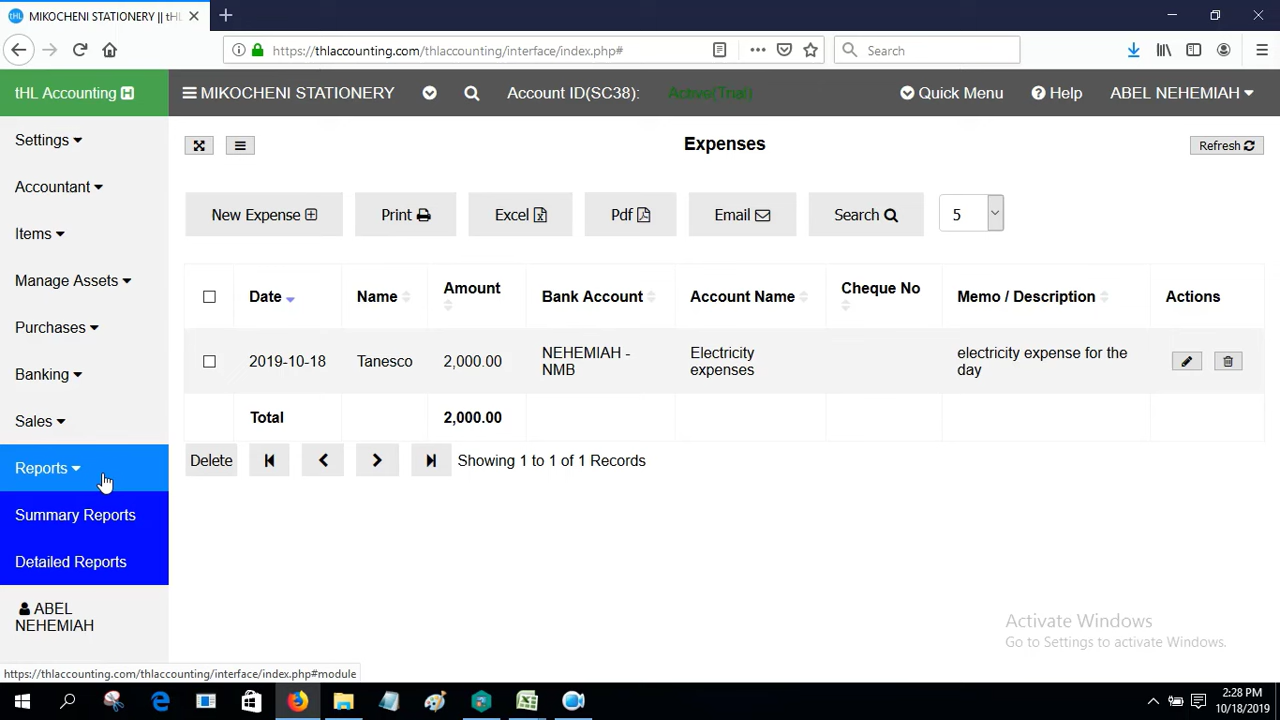 MIKOCHENI STATIONERY || tHL
https://thlaccounting.com/thlaccounting/interface/index.php#
Search
tHL Accounting
MIKOCHENI STATIONERY
Account ID(SC38):
Active(Trial)
Quick Menu
Help
ABEL NEHEMIAH
Settings
Accountant
Items
Manage Assets
Purchases
Banking
Sales
Reports
Summary Reports
Detailed Reports
ABEL
NEHEMIAH
Expenses
Refresh
New Expense
Print
Excel
Pdf
Email
Search
5
Date Name Amount Bank Account Account Name Cheque No Memo / Description Actions
2019-10-18 Tanesco 2,000.00 NEHEMIAH - NMB Electricity expenses electricity expense for the day
Total 2,000.00
Delete
Showing 1 to 1 of 1 Records
Activate Windows
Go to Settings to activate Windows.
https://thlaccounting.com/thlaccounting/interface/index.php#module
2:28 PM
10/18/2019